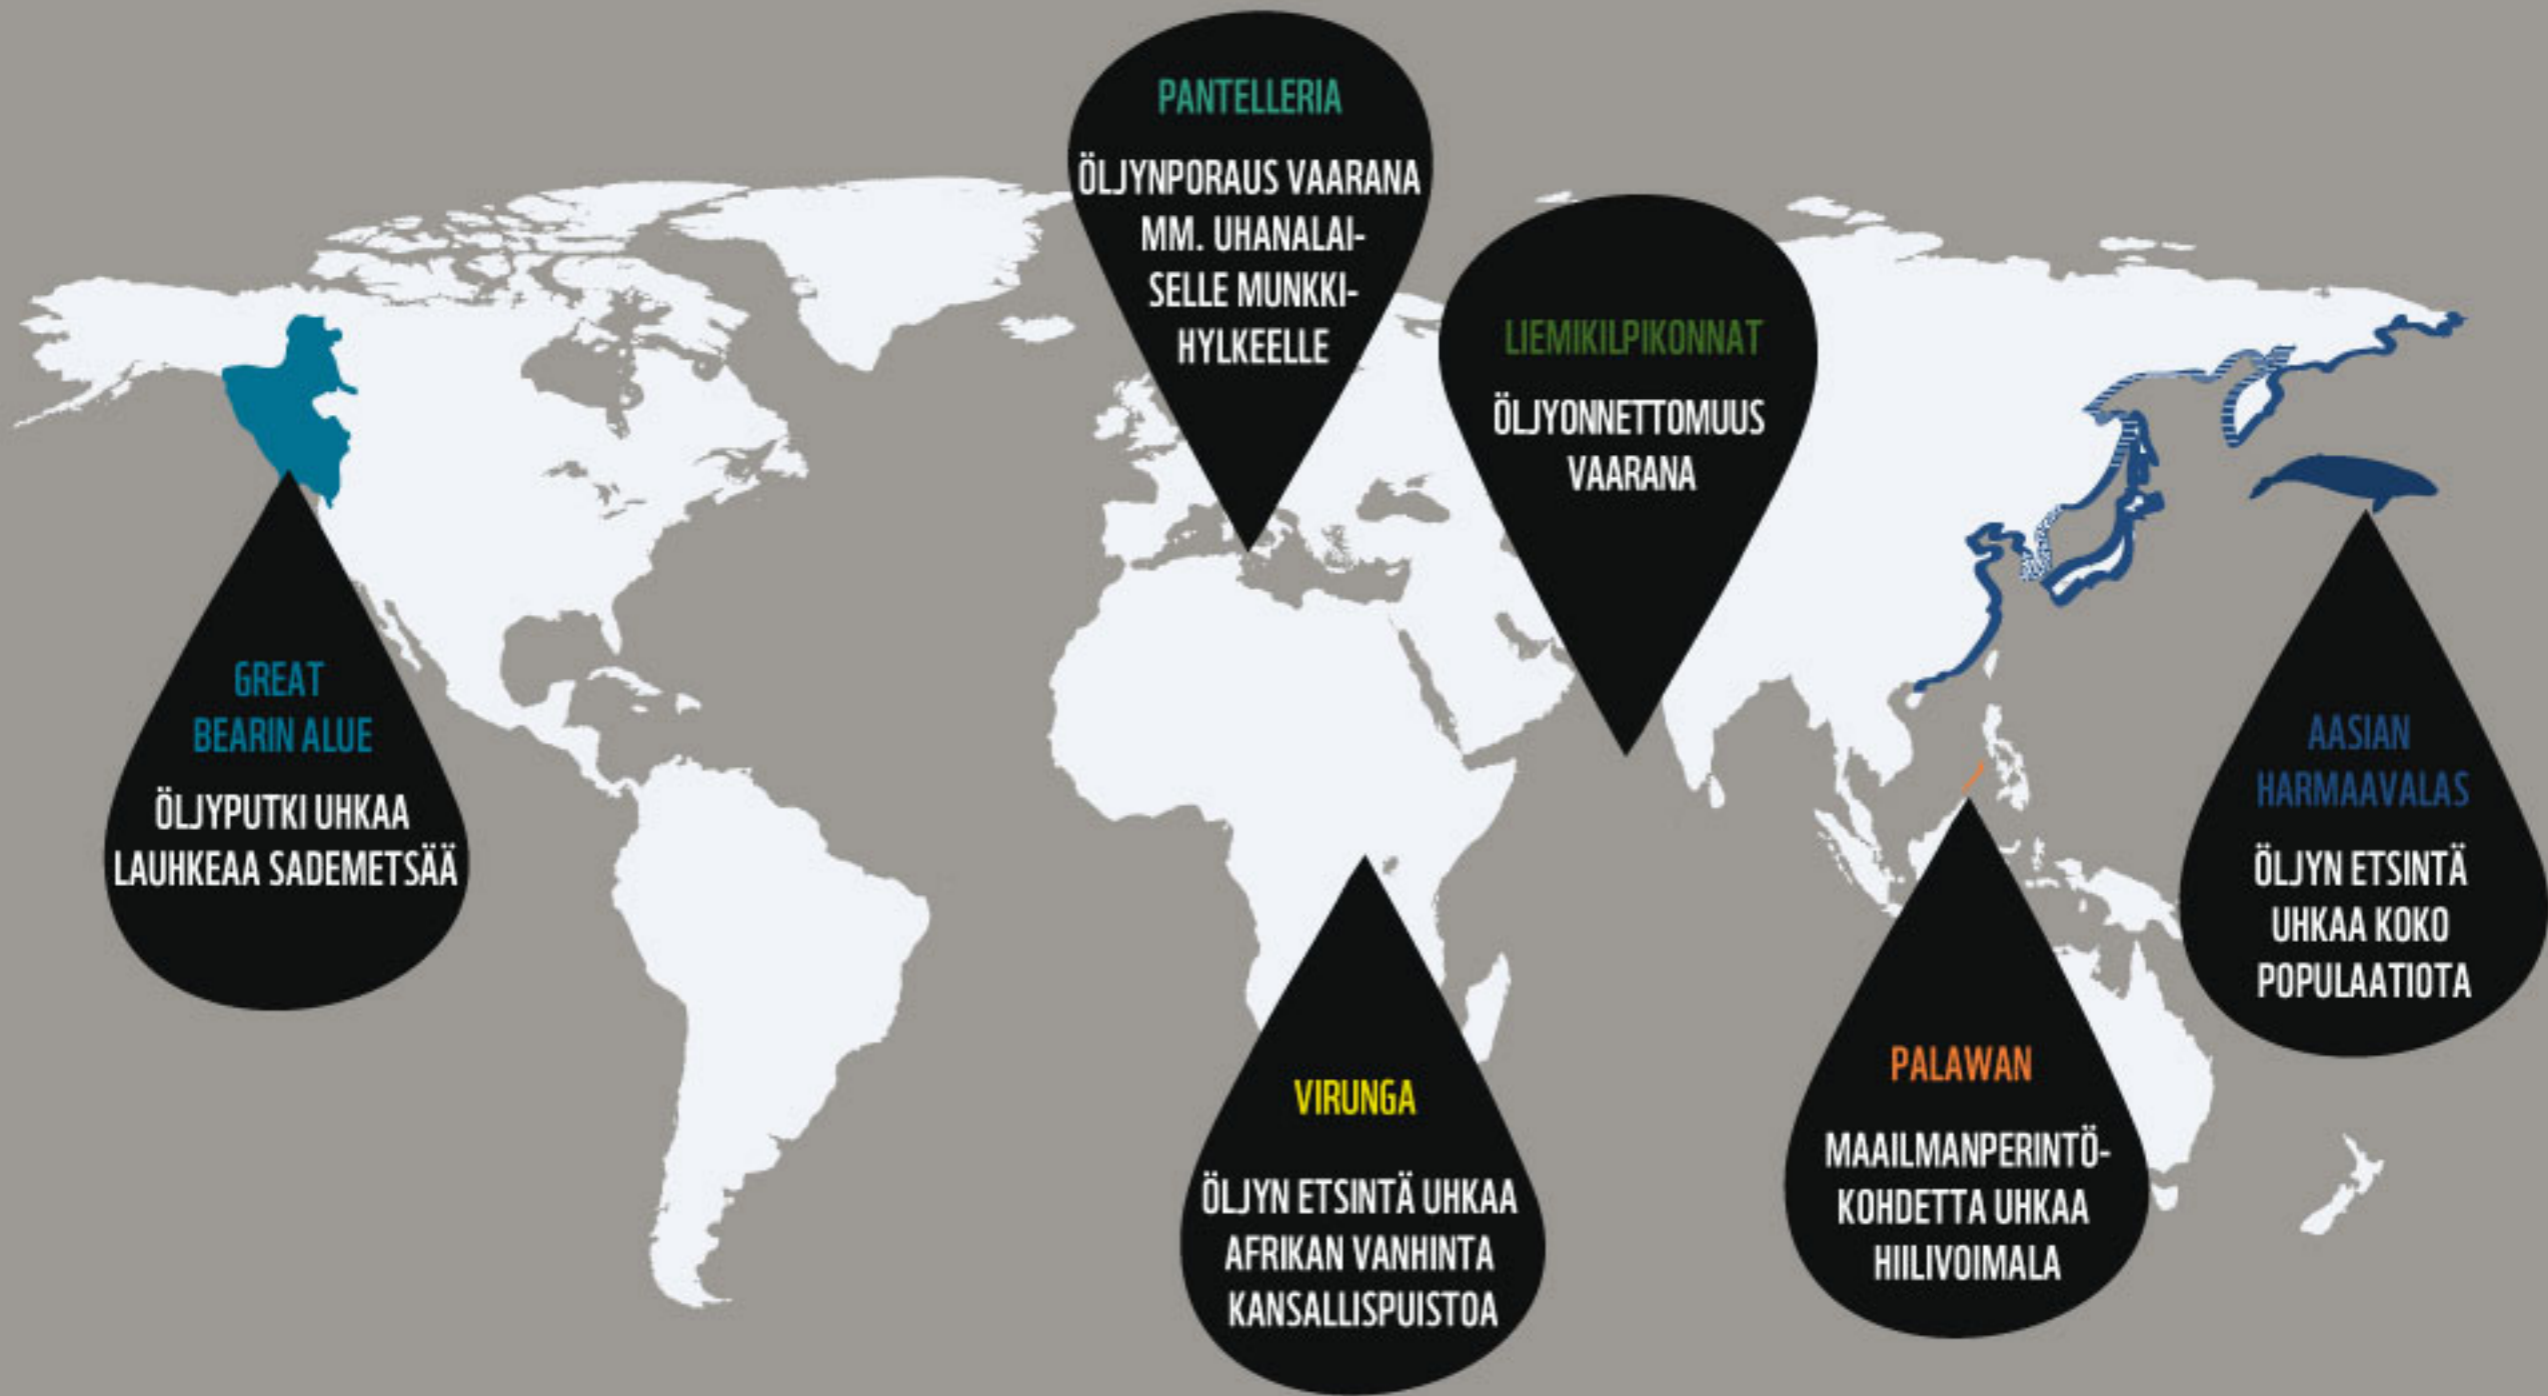 PANTELLERIA
ÖLJYNPORAUS VAARANA
MM. UHANALAI-
SELLE MUNKKI-
HYLKEELLE
LIEMIKILPIKONNAT
ÖLJYONNETTOMUUS
VAARANA
GREAT
BEARIN ALUE
ÖLJYPUTKI UHKAA
LAUHKEAA SADEMETSÄÄ
AASIAN
HARMAAVALAS
ÖLJYN ETSINTÄ
UHKAA KOKO
POPULAATIOTA
VIRUNGA
ÖLJYN ETSINTÄ UHKAA
AFRIKAN VANHINTA
KANSALLISPUISTOA
PALAWAN
MAAILMANPERINTÖ-
KOHDETTA UHKAA
HIILIVOIMALA